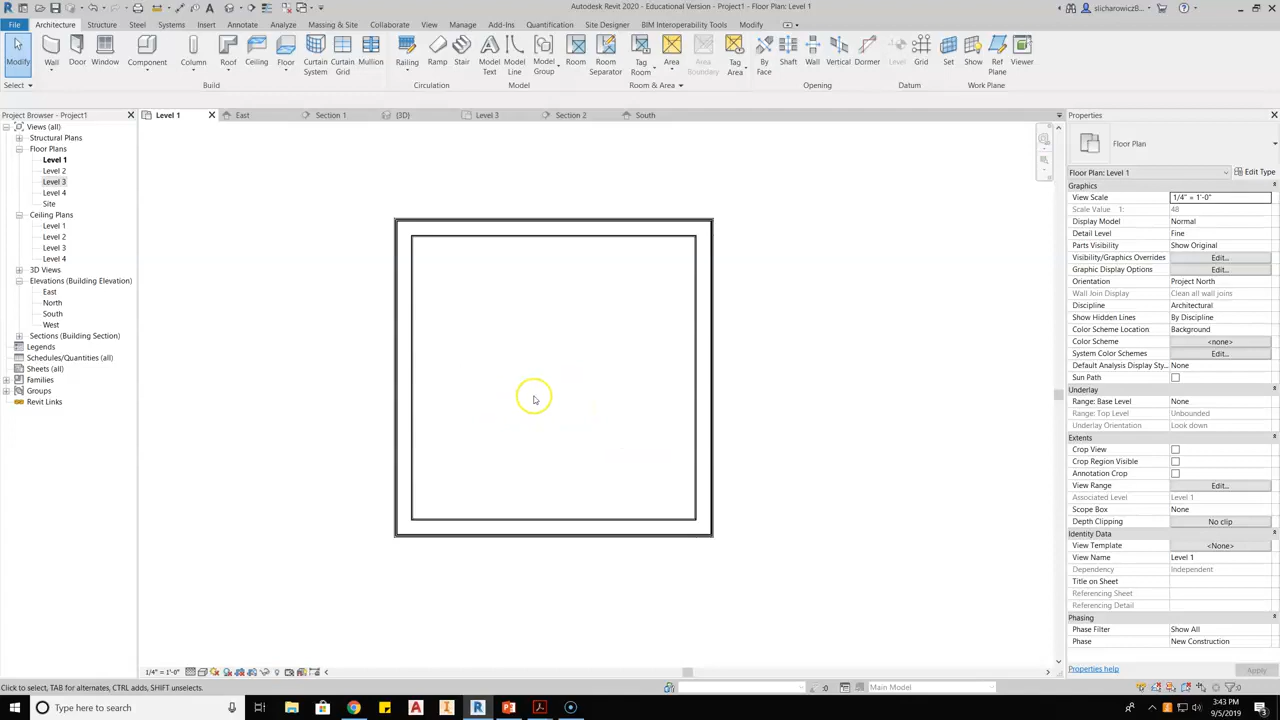 Autodesk Revit 2020 - Educational Version - Project1 - Floor Plan: Level 1
slicharowicz8...
File Architecture Structure Steel Systems Insert Annotate Analyze Massing & Site Collaborate View Manage Add-Ins Quantification Site Designer BIM Interoperability Tools Modify
Modify Wall Door Window Component Column Roof Ceiling Floor Curtain System Curtain Grid Mullion Railing Ramp Stair Model Text Model Line Model Group Room Room Separator Tag Room Area Area Boundary Tag Area By Face Shaft Wall Vertical Dormer Level Grid Set Show Ref Plane Viewer
Select Build Circulation Model Room & Area Opening Datum Work Plane
Project Browser - Project1
Level 1 East Section 1 {3D} Level 3 Section 2 South
Views (all)
Structural Plans
Floor Plans
Level 1
Level 2
Level 3
Level 4
Site
Ceiling Plans
Level 1
Level 2
Level 3
Level 4
3D Views
Elevations (Building Elevation)
East
North
South
West
Sections (Building Section)
Legends
Schedules/Quantities (all)
Sheets (all)
Families
Groups
Revit Links
Properties
Floor Plan
Floor Plan: Level 1 Edit Type
Graphics
View Scale 1/4" = 1'-0"
Scale Value 1: 48
Display Model Normal
Detail Level Fine
Parts Visibility Show Original
Visibility/Graphics Overrides Edit...
Graphic Display Options Edit...
Orientation Project North
Wall Join Display Clean all wall joins
Discipline Architectural
Show Hidden Lines By Discipline
Color Scheme Location Background
Color Scheme <none>
System Color Schemes Edit...
Default Analysis Display Sty... None
Sun Path
Underlay
Range: Base Level None
Range: Top Level Unbounded
Underlay Orientation Look down
Extents
Crop View
Crop Region Visible
Annotation Crop
View Range Edit...
Associated Level Level 1
Scope Box None
Depth Clipping No clip
Identity Data
View Template <None>
View Name Level 1
Dependency Independent
Title on Sheet
Referencing Sheet
Referencing Detail
Phasing
Phase Filter Show All
Phase New Construction
Properties help Apply
1/4" = 1'-0"
Click to select, TAB for alternates, CTRL adds, SHIFT unselects.
:0 Main Model :0
Type here to search
3:43 PM
9/5/2019